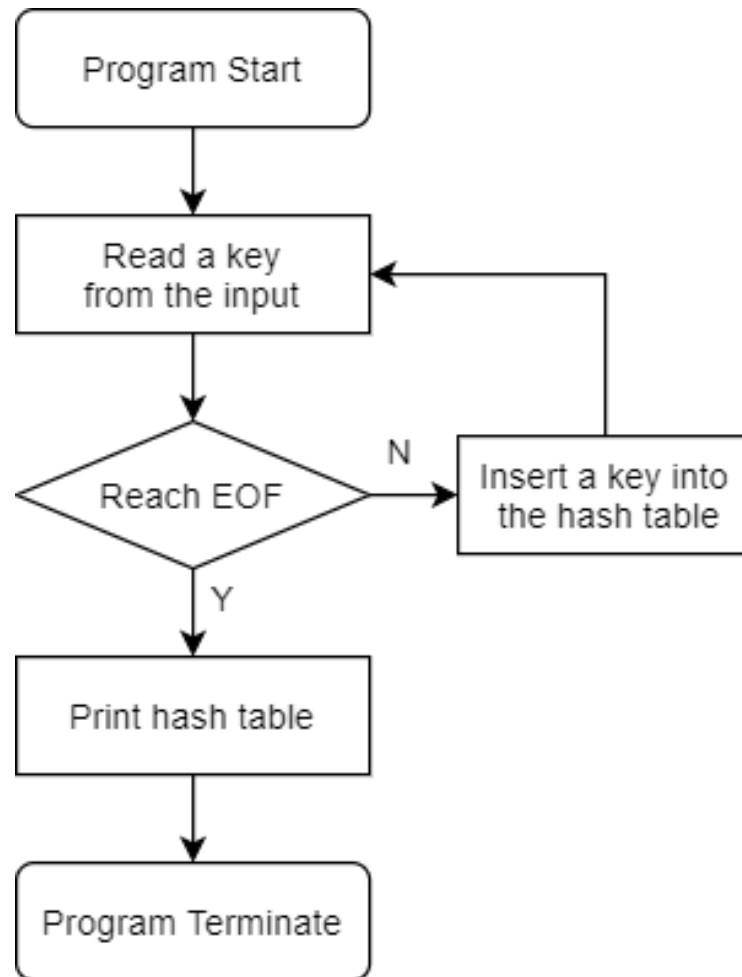 Program Start
Read a key
from the input
Reach EOF
N
Insert a key into
the hash table
Y
Print hash table
Program Terminate